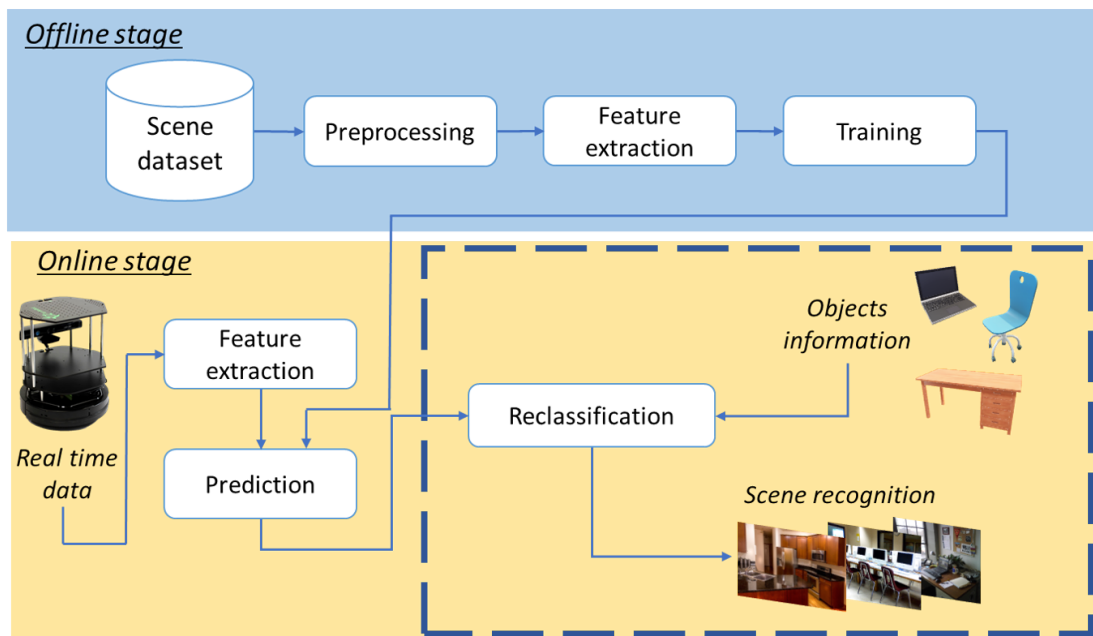 Offline stage
Scene
dataset
Preprocessing
Feature
extraction
Training
Online stage
Real time
data
Feature
extraction
Prediction
Reclassification
Objects
information
Scene recognition